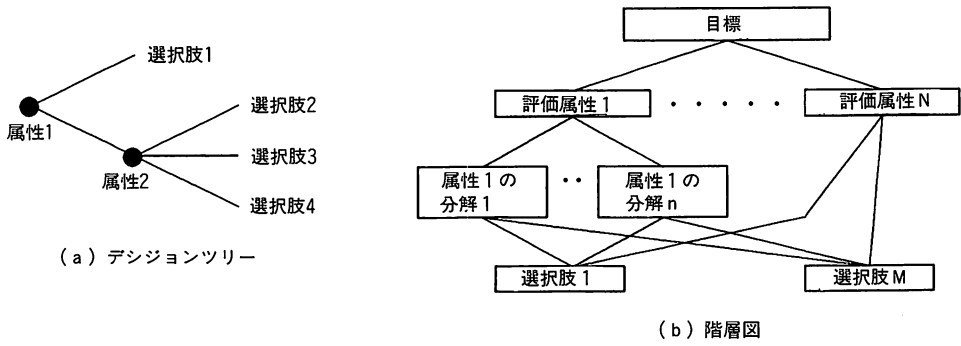 選択肢1
属性1
選択肢2
選択肢3
属性2
選択肢4
(a)デシジョンツリー
目標
評価属性1
・・・・・
評価属性N
属性1の
分解1
・・
属性1の
分解n
選択肢1
選択肢M
(b)階層図